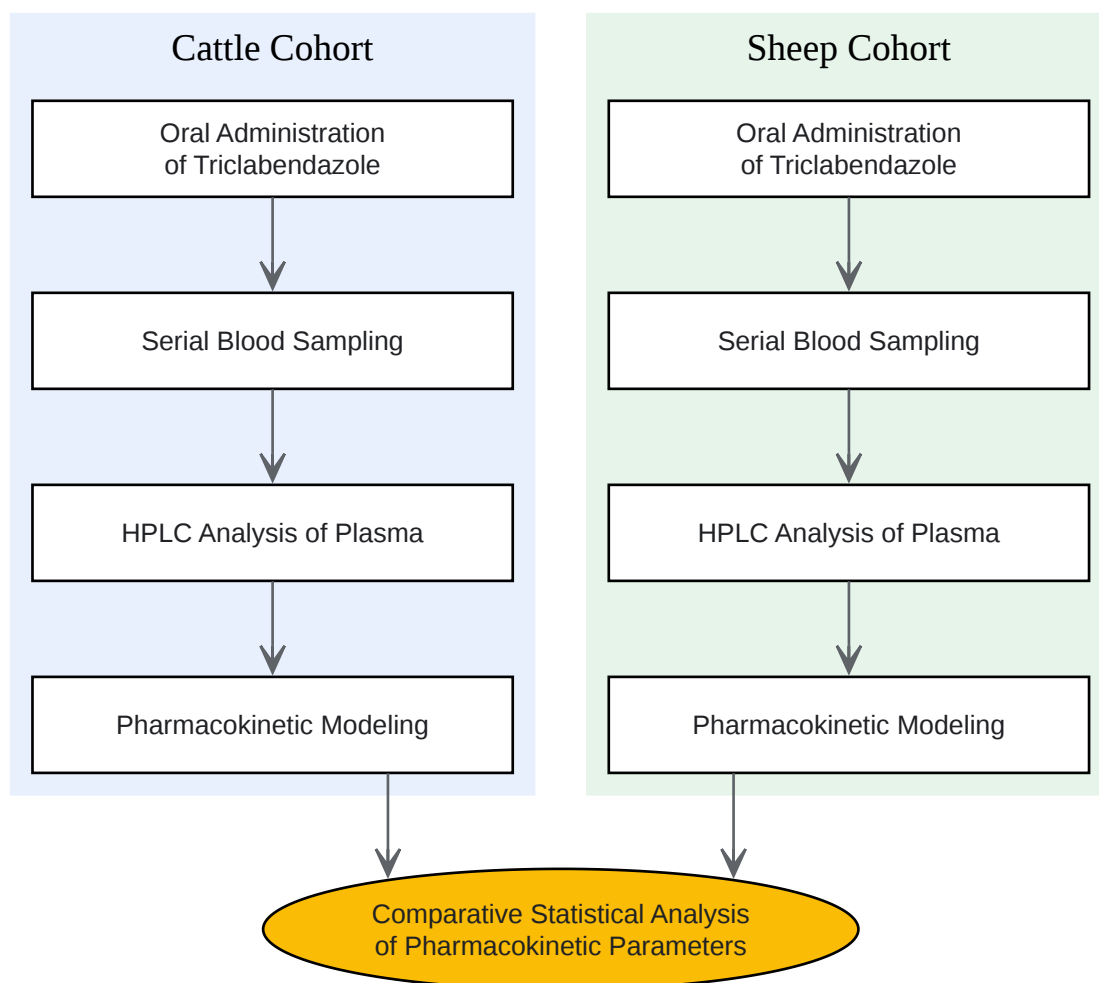 Cattle Cohort
Oral Administration
of Triclabendazole
Serial Blood Sampling
HPLC Analysis of Plasma
Pharmacokinetic Modeling
Sheep Cohort
Oral Administration
of Triclabendazole
Serial Blood Sampling
HPLC Analysis of Plasma
Pharmacokinetic Modeling
Comparative Statistical Analysis
of Pharmacokinetic Parameters